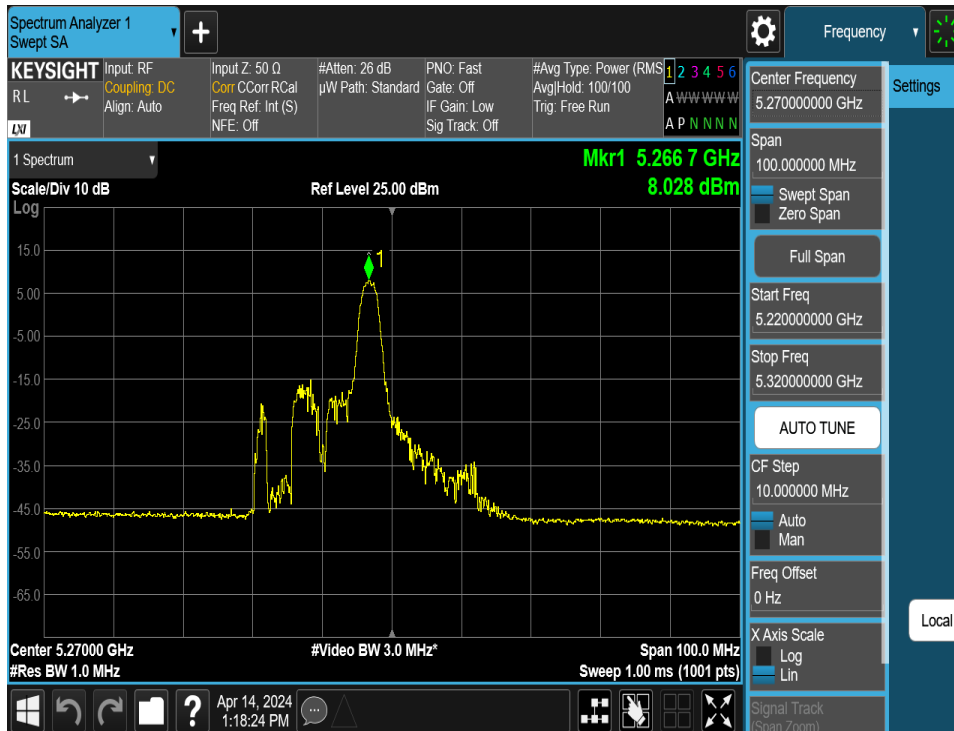 Spectrum Analyzer 1
Swept SA
+
Frequency
KEYSIGHT
R L
LXI
Input: RF
Coupling: DC
Align: Auto
Input Z: 50 Ω
Corr CCorr RCal
Freq Ref: Int (S)
NFE: Off
#Atten: 26 dB
µW Path: Standard
PNO: Fast
Gate: Off
IF Gain: Low
Sig Track: Off
#Avg Type: Power (RMS
Avg|Hold: 100/100
Trig: Free Run
1 2 3 4 5 6
A W W W W W
A P N N N N
1 Spectrum
Mkr1 5.266 7 GHz
8.028 dBm
Scale/Div 10 dB
Ref Level 25.00 dBm
Log
15.0
5.00
-5.00
-15.0
-25.0
-35.0
-45.0
-55.0
-65.0
1
Center 5.27000 GHz
#Video BW 3.0 MHz*
Span 100.0 MHz
#Res BW 1.0 MHz
Sweep 1.00 ms (1001 pts)
Center Frequency
5.270000000 GHz
Span
100.000000 MHz
Swept Span
Zero Span
Full Span
Start Freq
5.220000000 GHz
Stop Freq
5.320000000 GHz
AUTO TUNE
CF Step
10.000000 MHz
Auto
Man
Freq Offset
0 Hz
X Axis Scale
Log
Lin
Signal Track
(Span Zoom)
Settings
Local
?
Apr 14, 2024
1:18:24 PM